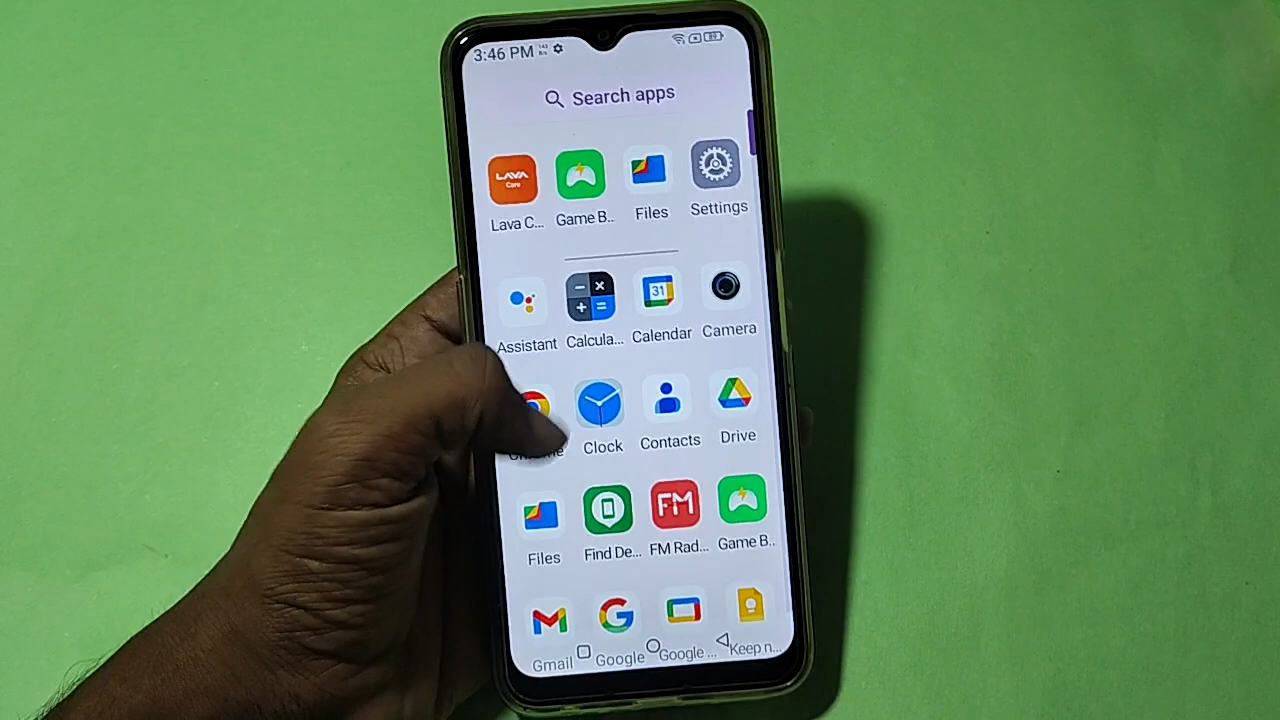 3:46 PM
Search apps
LAVA
Care
Lava C...
Game B..
Files
Settings
31
Assistant
Calcula...
Calendar
Camera
Clock
Contacts
Drive
FM
Files
Find De...
FM Rad...
Game B..
Gmail
Google
Google ...
Keep n...